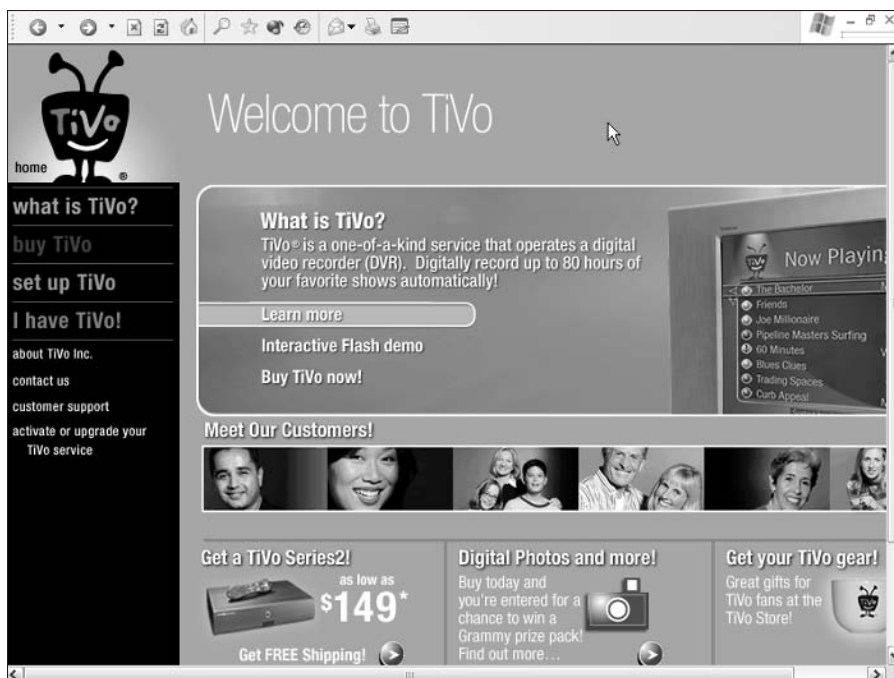 TiVo
home
®
Welcome to TiVo
what is TiVo?
buy TiVo
set up TiVo
I have TiVo!
about TiVo Inc.
contact us
customer support
activate or upgrade your
TiVo service
What is TiVo?
TiVo® is a one-of-a-kind service that operates a digital
video recorder (DVR). Digitally record up to 80 hours of
your favorite shows automatically!
Learn more
Interactive Flash demo
Buy TiVo now!
TiVo
Now Playing
The Bachelor
Friends
Joe Millionaire
Pipeline Masters Surfing
60 Minutes
Blues Clues
Trading Spaces
Curb Appeal
Meet Our Customers!
Get a TiVo Series2!
as low as
$149*
Get FREE Shipping!
Digital Photos and more!
Buy today and
you're entered for a
chance to win a
Grammy prize pack!
Find out more…
Get your TiVo gear!
Great gifts for
TiVo fans at the
TiVo Store!
TiVo